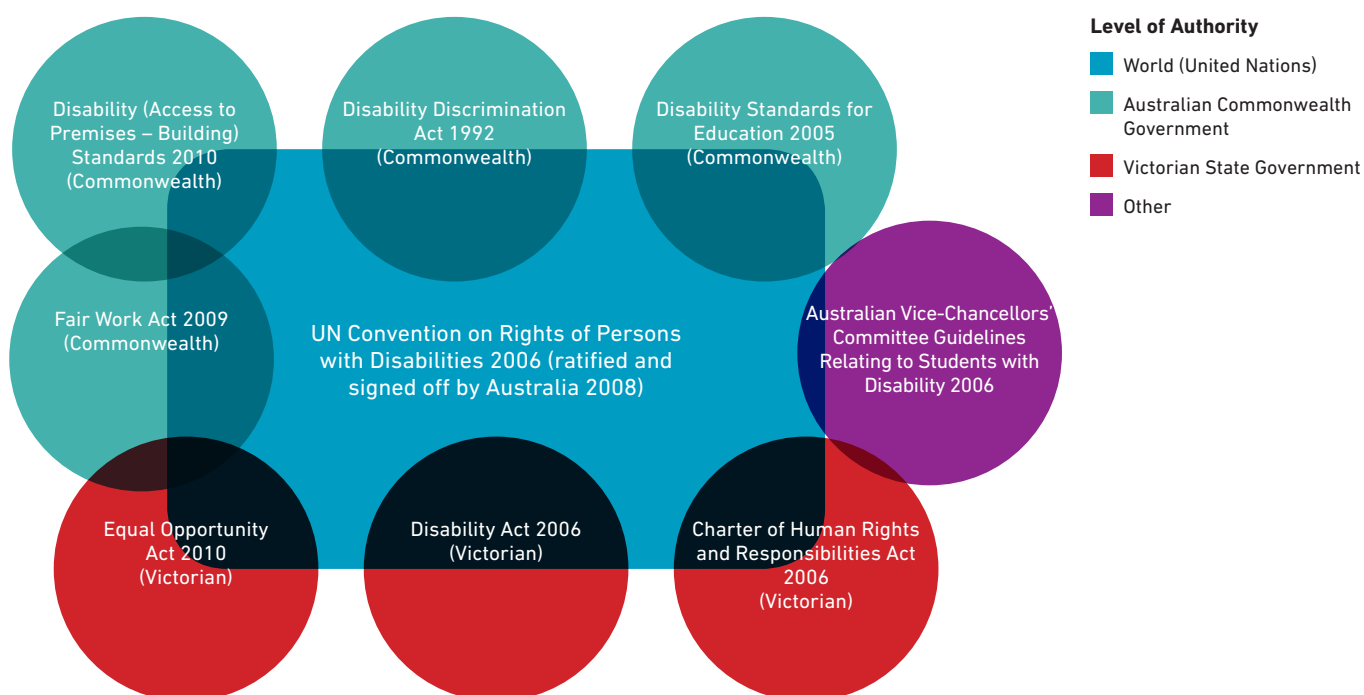 Disability (Access to
Premises – Building)
Standards 2010
(Commonwealth)
Disability Discrimination
Act 1992
(Commonwealth)
Disability Standards for
Education 2005
(Commonwealth)
Level of Authority
World (United Nations)
Australian Commonwealth
Government
Victorian State Government
Other
Fair Work Act 2009
(Commonwealth)
UN Convention on Rights of Persons
with Disabilities 2006 (ratified and
signed off by Australia 2008)
Australian Vice-Chancellors’
Committee Guidelines
Relating to Students with
Disability 2006
Equal Opportunity
Act 2010
(Victorian)
Disability Act 2006
(Victorian)
Charter of Human Rights
and Responsibilities Act
2006
(Victorian)